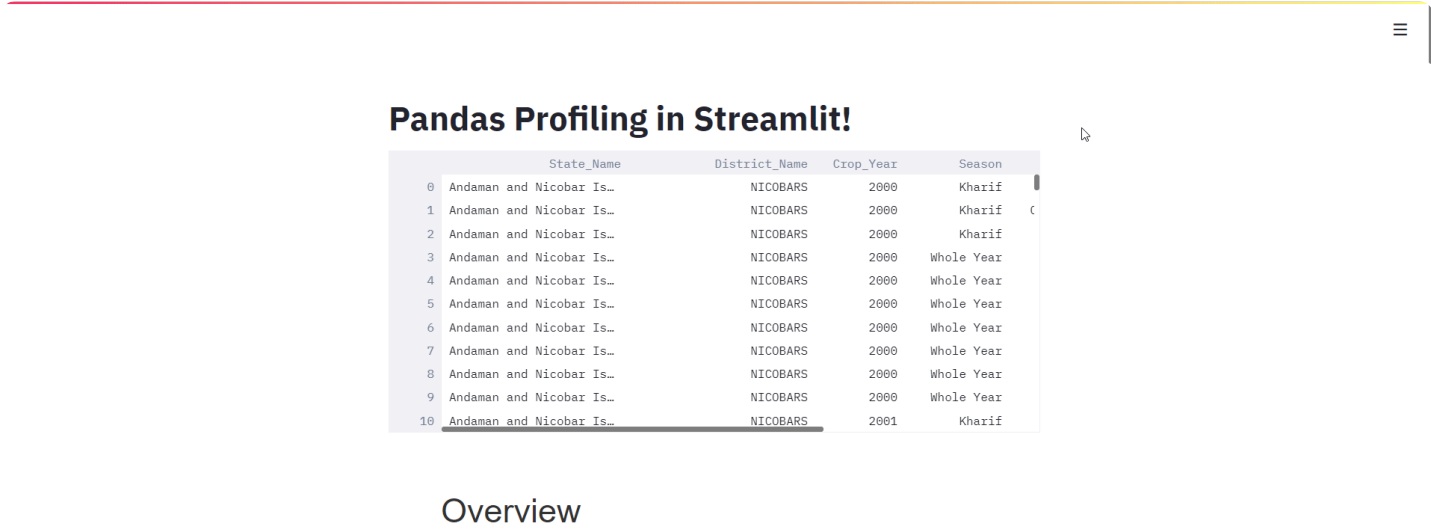 Pandas Profiling in Streamlit!
State_Name District_Name Crop_Year Season
0 Andaman and Nicobar Is… NICOBARS 2000 Kharif
1 Andaman and Nicobar Is… NICOBARS 2000 Kharif
2 Andaman and Nicobar Is… NICOBARS 2000 Kharif
3 Andaman and Nicobar Is… NICOBARS 2000 Whole Year
4 Andaman and Nicobar Is… NICOBARS 2000 Whole Year
5 Andaman and Nicobar Is… NICOBARS 2000 Whole Year
6 Andaman and Nicobar Is… NICOBARS 2000 Whole Year
7 Andaman and Nicobar Is… NICOBARS 2000 Whole Year
8 Andaman and Nicobar Is… NICOBARS 2000 Whole Year
9 Andaman and Nicobar Is… NICOBARS 2000 Whole Year
10 Andaman and Nicobar Is… NICOBARS 2001 Kharif
Overview